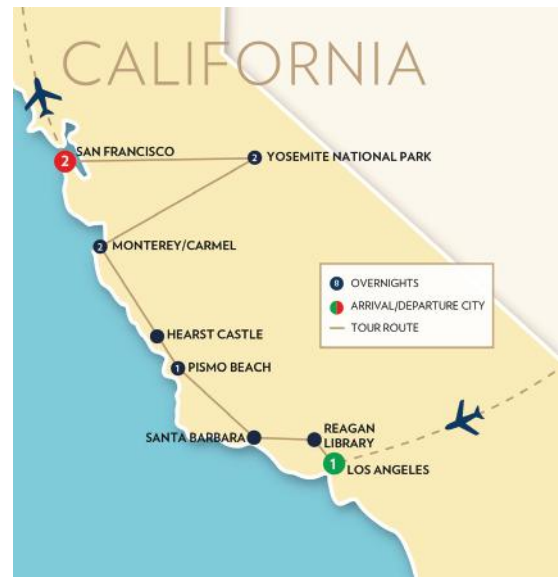 CALIFORNIA
2
SAN FRANCISCO
2
YOSEMITE NATIONAL PARK
2
MONTEREY/CARMEL
8 OVERNIGHTS
ARRIVAL/DEPARTURE CITY
TOUR ROUTE
HEARST CASTLE
1
PISMO BEACH
SANTA BARBARA
REAGAN
LIBRARY
1
LOS ANGELES